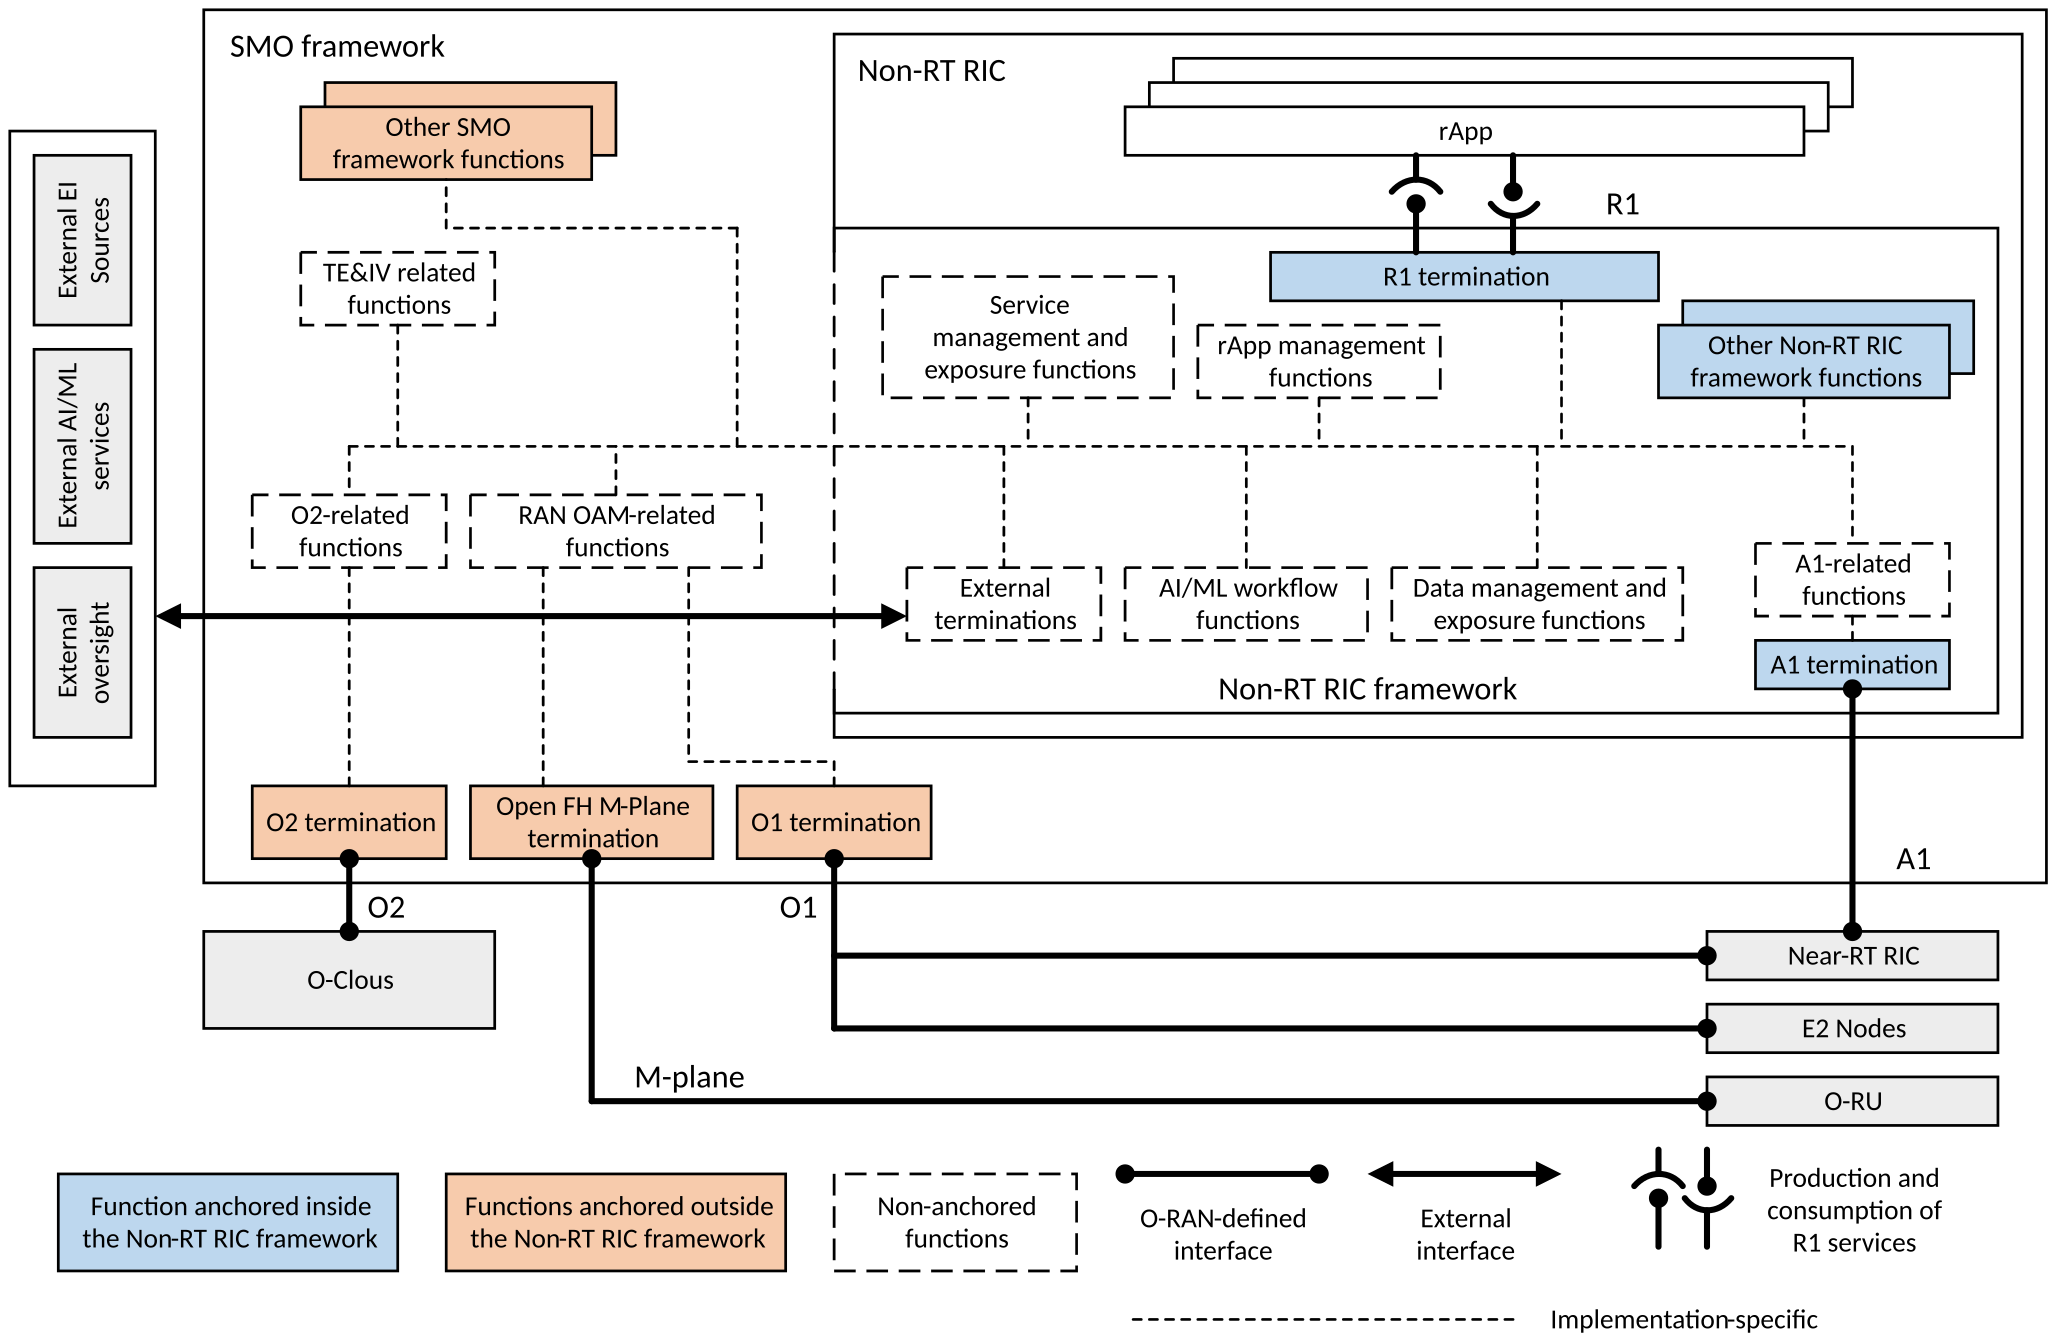 SMO framework
Non-RT RIC
Other SMO
framework functions
rApp
R1
External EI
Sources
External AI/ML
services
External
oversight
TE&IV related
functions
R1 termination
Service
management and
exposure functions
rApp management
functions
Other Non-RT RIC
framework functions
O2-related
functions
RAN OAM-related
functions
External
terminations
AI/ML workflow
functions
Data management and
exposure functions
A1-related
functions
A1 termination
Non-RT RIC framework
O2 termination
Open FH M-Plane
termination
O1 termination
A1
O2
O1
O-Clous
Near-RT RIC
E2 Nodes
M-plane
O-RU
Function anchored inside
the Non-RT RIC framework
Functions anchored outside
the Non-RT RIC framework
Non-anchored
functions
O-RAN-defined
interface
External
interface
Production and
consumption of
R1 services
Implementation-specific